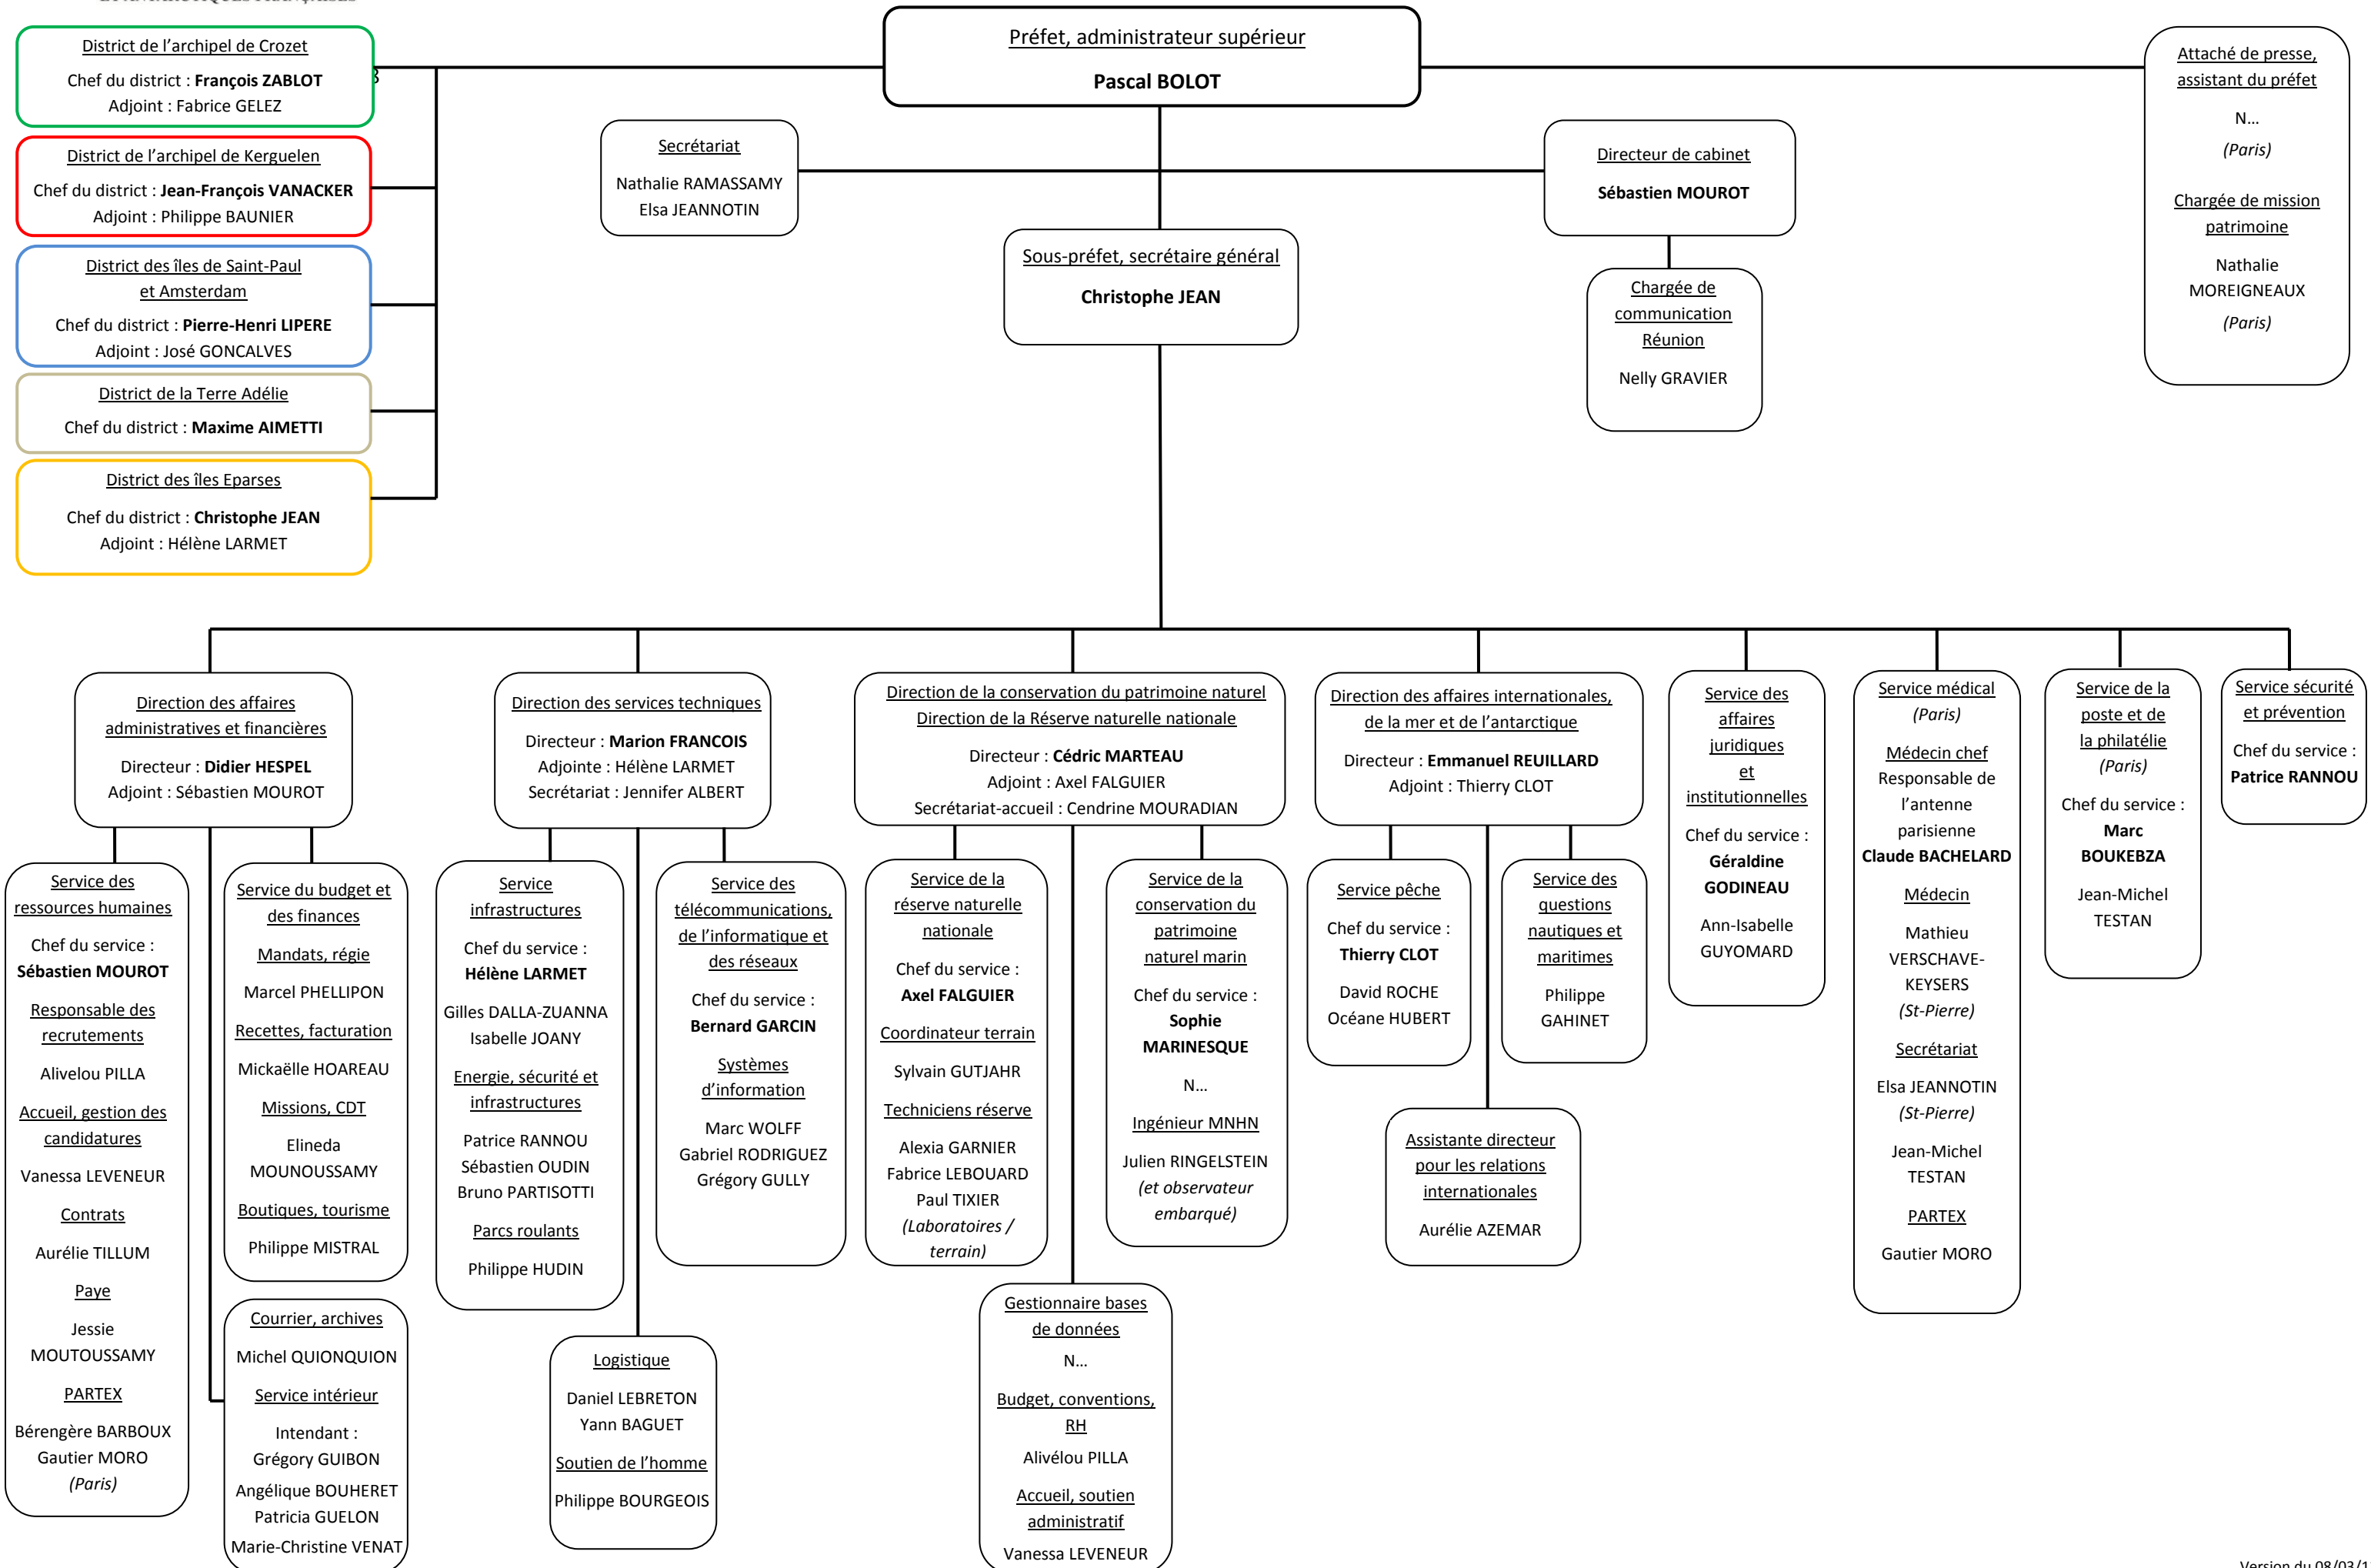 District de l’archipel de Crozet
Chef du district : François ZABLOT
Adjoint : Fabrice GELEZ
District de l’archipel de Kerguelen
Chef du district : Jean-François VANACKER
Adjoint : Philippe BAUNIER
District des îles de Saint-Paul
et Amsterdam
Chef du district : Pierre-Henri LIPERE
Adjoint : José GONCALVES
District de la Terre Adélie
Chef du district : Maxime AIMETTI
District des îles Eparses
Chef du district : Christophe JEAN
Adjoint : Hélène LARMET
Préfet, administrateur supérieur
Pascal BOLOT
Secrétariat
Nathalie RAMASSAMY
Elsa JEANNOTIN
Sous-préfet, secrétaire général
Christophe JEAN
Directeur de cabinet
Sébastien MOUROT
Chargée de
communication
Réunion
Nelly GRAVIER
Attaché de presse,
assistant du préfet
N…
(Paris)
Chargée de mission
patrimoine
Nathalie
MOREIGNEAUX
(Paris)
Direction des affaires
administratives et financières
Directeur : Didier HESPEL
Adjoint : Sébastien MOUROT
Service des
ressources humaines
Chef du service :
Sébastien MOUROT
Responsable des
recrutements
Alivelou PILLA
Accueil, gestion des
candidatures
Vanessa LEVENEUR
Contrats
Aurélie TILLUM
Paye
Jessie
MOUTOUSSAMY
PARTEX
Bérengère BARBOUX
Gautier MORO
(Paris)
Service du budget et
des finances
Mandats, régie
Marcel PHELLIPON
Recettes, facturation
Mickaëlle HOAREAU
Missions, CDT
Elineda
MOUNOUSSAMY
Boutiques, tourisme
Philippe MISTRAL
Courrier, archives
Michel QUIONQUION
Service intérieur
Intendant :
Grégory GUIBON
Angélique BOUHERET
Patricia GUELON
Marie-Christine VENAT
Direction des services techniques
Directeur : Marion FRANCOIS
Adjointe : Hélène LARMET
Secrétariat : Jennifer ALBERT
Service
infrastructures
Chef du service :
Hélène LARMET
Gilles DALLA-ZUANNA
Isabelle JOANY
Energie, sécurité et
infrastructures
Patrice RANNOU
Sébastien OUDIN
Bruno PARTISOTTI
Parcs roulants
Philippe HUDIN
Service des
télécommunications,
de l’informatique et
des réseaux
Chef du service :
Bernard GARCIN
Systèmes
d’information
Marc WOLFF
Gabriel RODRIGUEZ
Grégory GULLY
Logistique
Daniel LEBRETON
Yann BAGUET
Soutien de l’homme
Philippe BOURGEOIS
Direction de la conservation du patrimoine naturel
Direction de la Réserve naturelle nationale
Directeur : Cédric MARTEAU
Adjoint : Axel FALGUIER
Secrétariat-accueil : Cendrine MOURADIAN
Service de la
réserve naturelle
nationale
Chef du service :
Axel FALGUIER
Coordinateur terrain
Sylvain GUTJAHR
Techniciens réserve
Alexia GARNIER
Fabrice LEBOUARD
Paul TIXIER
(Laboratoires /
terrain)
Service de la
conservation du
patrimoine
naturel marin
Chef du service :
Sophie
MARINESQUE
N…
Ingénieur MNHN
Julien RINGELSTEIN
(et observateur
embarqué)
Gestionnaire bases
de données
N…
Budget, conventions,
RH
Alivélou PILLA
Accueil, soutien
administratif
Vanessa LEVENEUR
Direction des affaires internationales,
de la mer et de l’antarctique
Directeur : Emmanuel REUILLARD
Adjoint : Thierry CLOT
Service pêche
Chef du service :
Thierry CLOT
David ROCHE
Océane HUBERT
Service des
questions
nautiques et
maritimes
Philippe
GAHINET
Assistante directeur
pour les relations
internationales
Aurélie AZEMAR
Service des
affaires
juridiques
et
institutionnelles
Chef du service :
Géraldine
GODINEAU
Ann-Isabelle
GUYOMARD
Service médical
(Paris)
Médecin chef
Responsable de
l’antenne
parisienne
Claude BACHELARD
Médecin
Mathieu
VERSCHAVE-
KEYSERS
(St-Pierre)
Secrétariat
Elsa JEANNOTIN
(St-Pierre)
Jean-Michel
TESTAN
PARTEX
Gautier MORO
Service de la
poste et de
la philatélie
(Paris)
Chef du service :
Marc
BOUKEBZA
Jean-Michel
TESTAN
Service sécurité
et prévention
Chef du service :
Patrice RANNOU
Version du 08/03/1